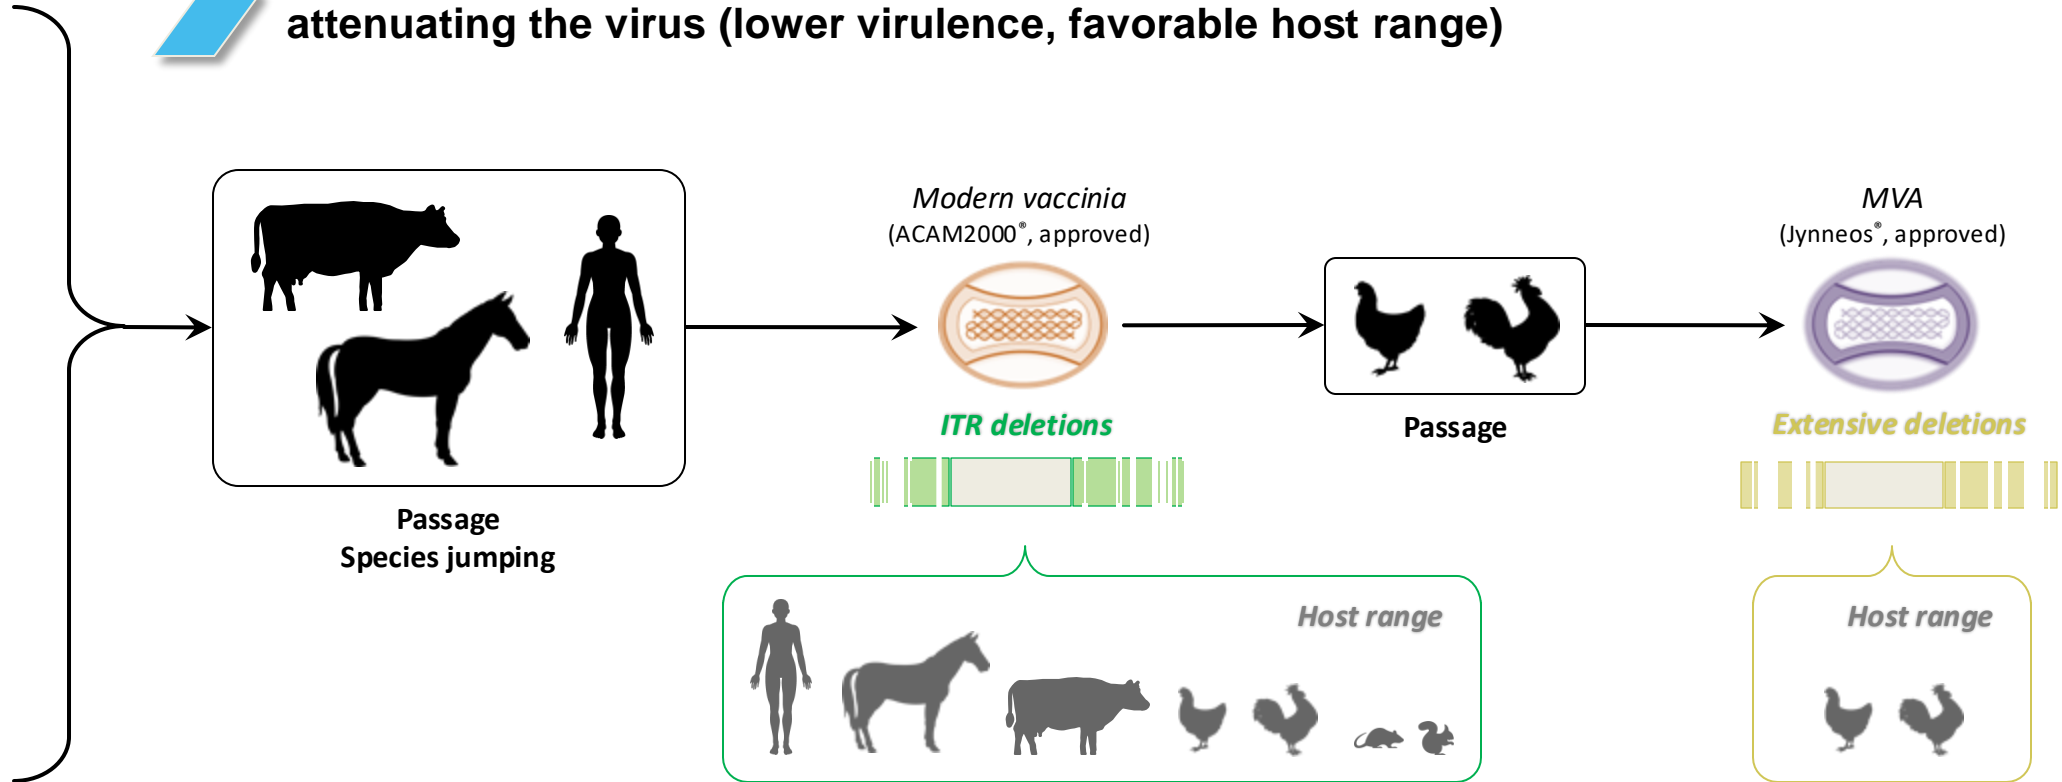 attenuating the virus (lower virulence, favorable host range)
Modern vaccinia
(ACAM2000®, approved)
MVA
(Jynneos®, approved)
ITR deletions
Passage
Extensive deletions
Passage
Species jumping
Host range
Host range